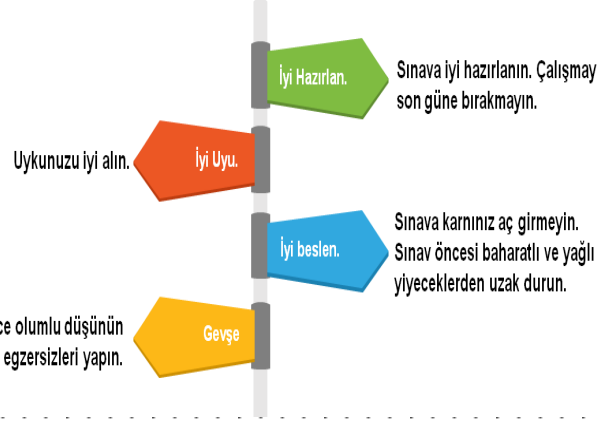 İyi Hazırlan.
Sınava iyi hazırlanın. Çalışmay
son güne bırakmayın.
Uykunuzu iyi alın.
İyi Uyu.
İyi beslen.
Sınava karnınız aç girmeyin.
Sınav öncesi baharatlı ve yağlı
yiyeceklerden uzak durun.
ce olumlu düşünün
egzersizleri yapın.
Gevşe